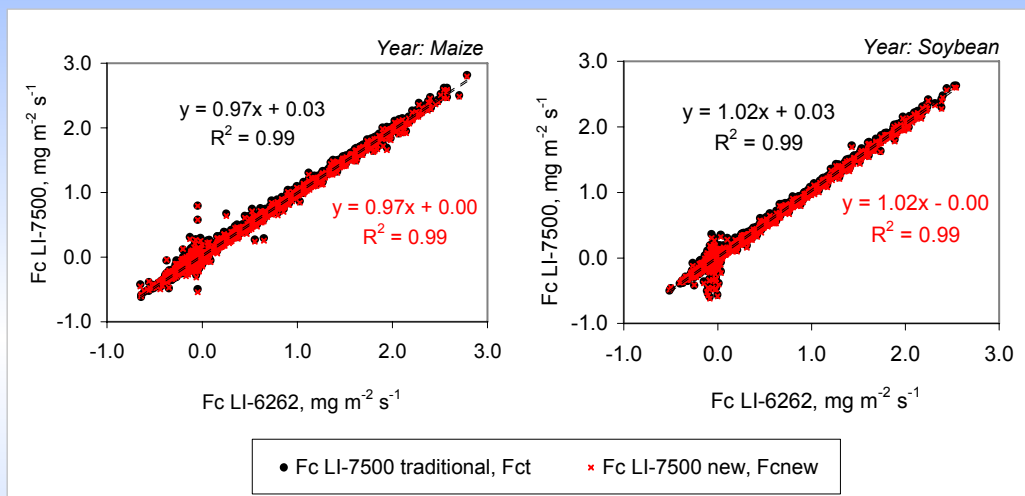 Year: Maize
3.0
2.0
1.0
0.0
-1.0
Fc LI-7500, mg m⁻² s⁻¹
y = 0.97x + 0.03
R² = 0.99
y = 0.97x + 0.00
R² = 0.99
-1.0 0.0 1.0 2.0 3.0
Fc LI-6262, mg m⁻² s⁻¹
Year: Soybean
3.0
2.0
1.0
0.0
-1.0
Fc LI-7500, mg m⁻² s⁻¹
y = 1.02x + 0.03
R² = 0.99
y = 1.02x - 0.00
R² = 0.99
-1.0 0.0 1.0 2.0 3.0
Fc LI-6262, mg m⁻² s⁻¹
Fc LI-7500 traditional, Fct
Fc LI-7500 new, Fcnew